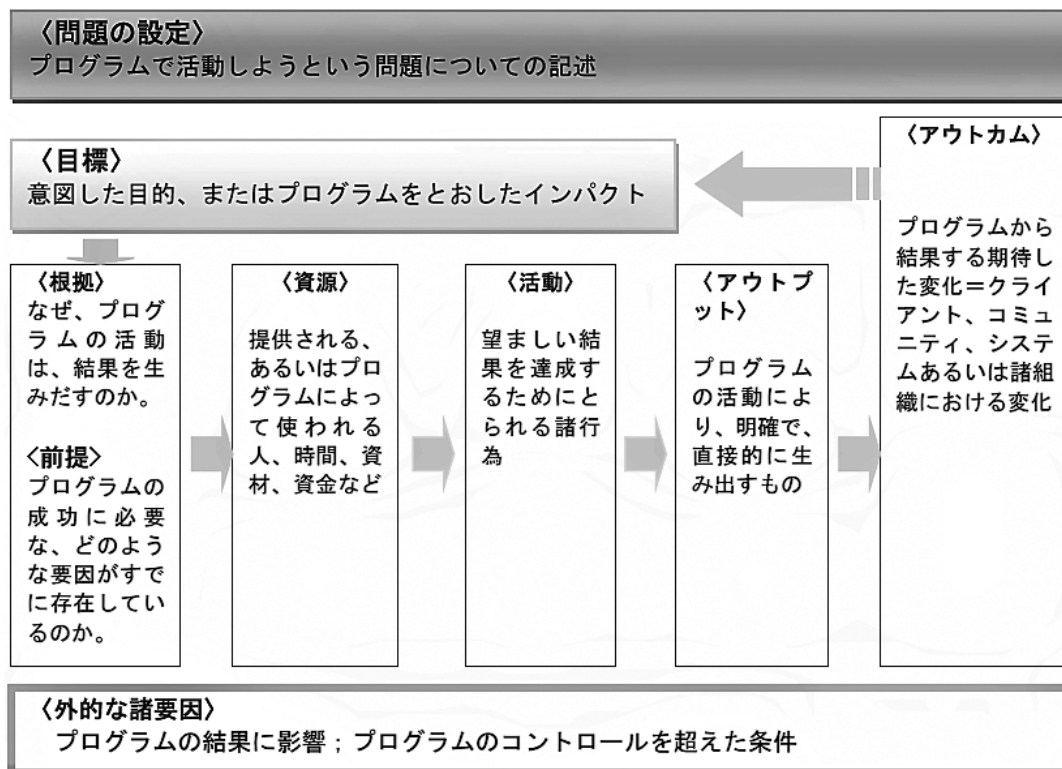 〈問題の設定〉
プログラムで活動しようという問題についての記述
〈目標〉
意図した目的、またはプログラムをとおしたインパクト
〈根拠〉
なぜ、プログ
ラムの活動
は、結果を生
みだすのか。
〈前提〉
プログラムの
成功に必要
な、どのよう
な要因がすで
に存在してい
るのか。
〈資源〉
提供される、
あるいはプロ
グラムによっ
て使われる
人、時間、資
材、資金など
〈活動〉
望ましい結
果を達成す
るためにと
られる諸行
為
〈アウトプ
ット〉
プログラム
の活動によ
り、明確で、
直接的に生
み出すもの
〈アウトカム〉
プログラムから
結果する期待し
た変化＝クライ
アント、コミュ
ニティ、システ
ムあるいは諸組
織における変化
〈外的な諸要因〉
プログラムの結果に影響；プログラムのコントロールを超えた条件